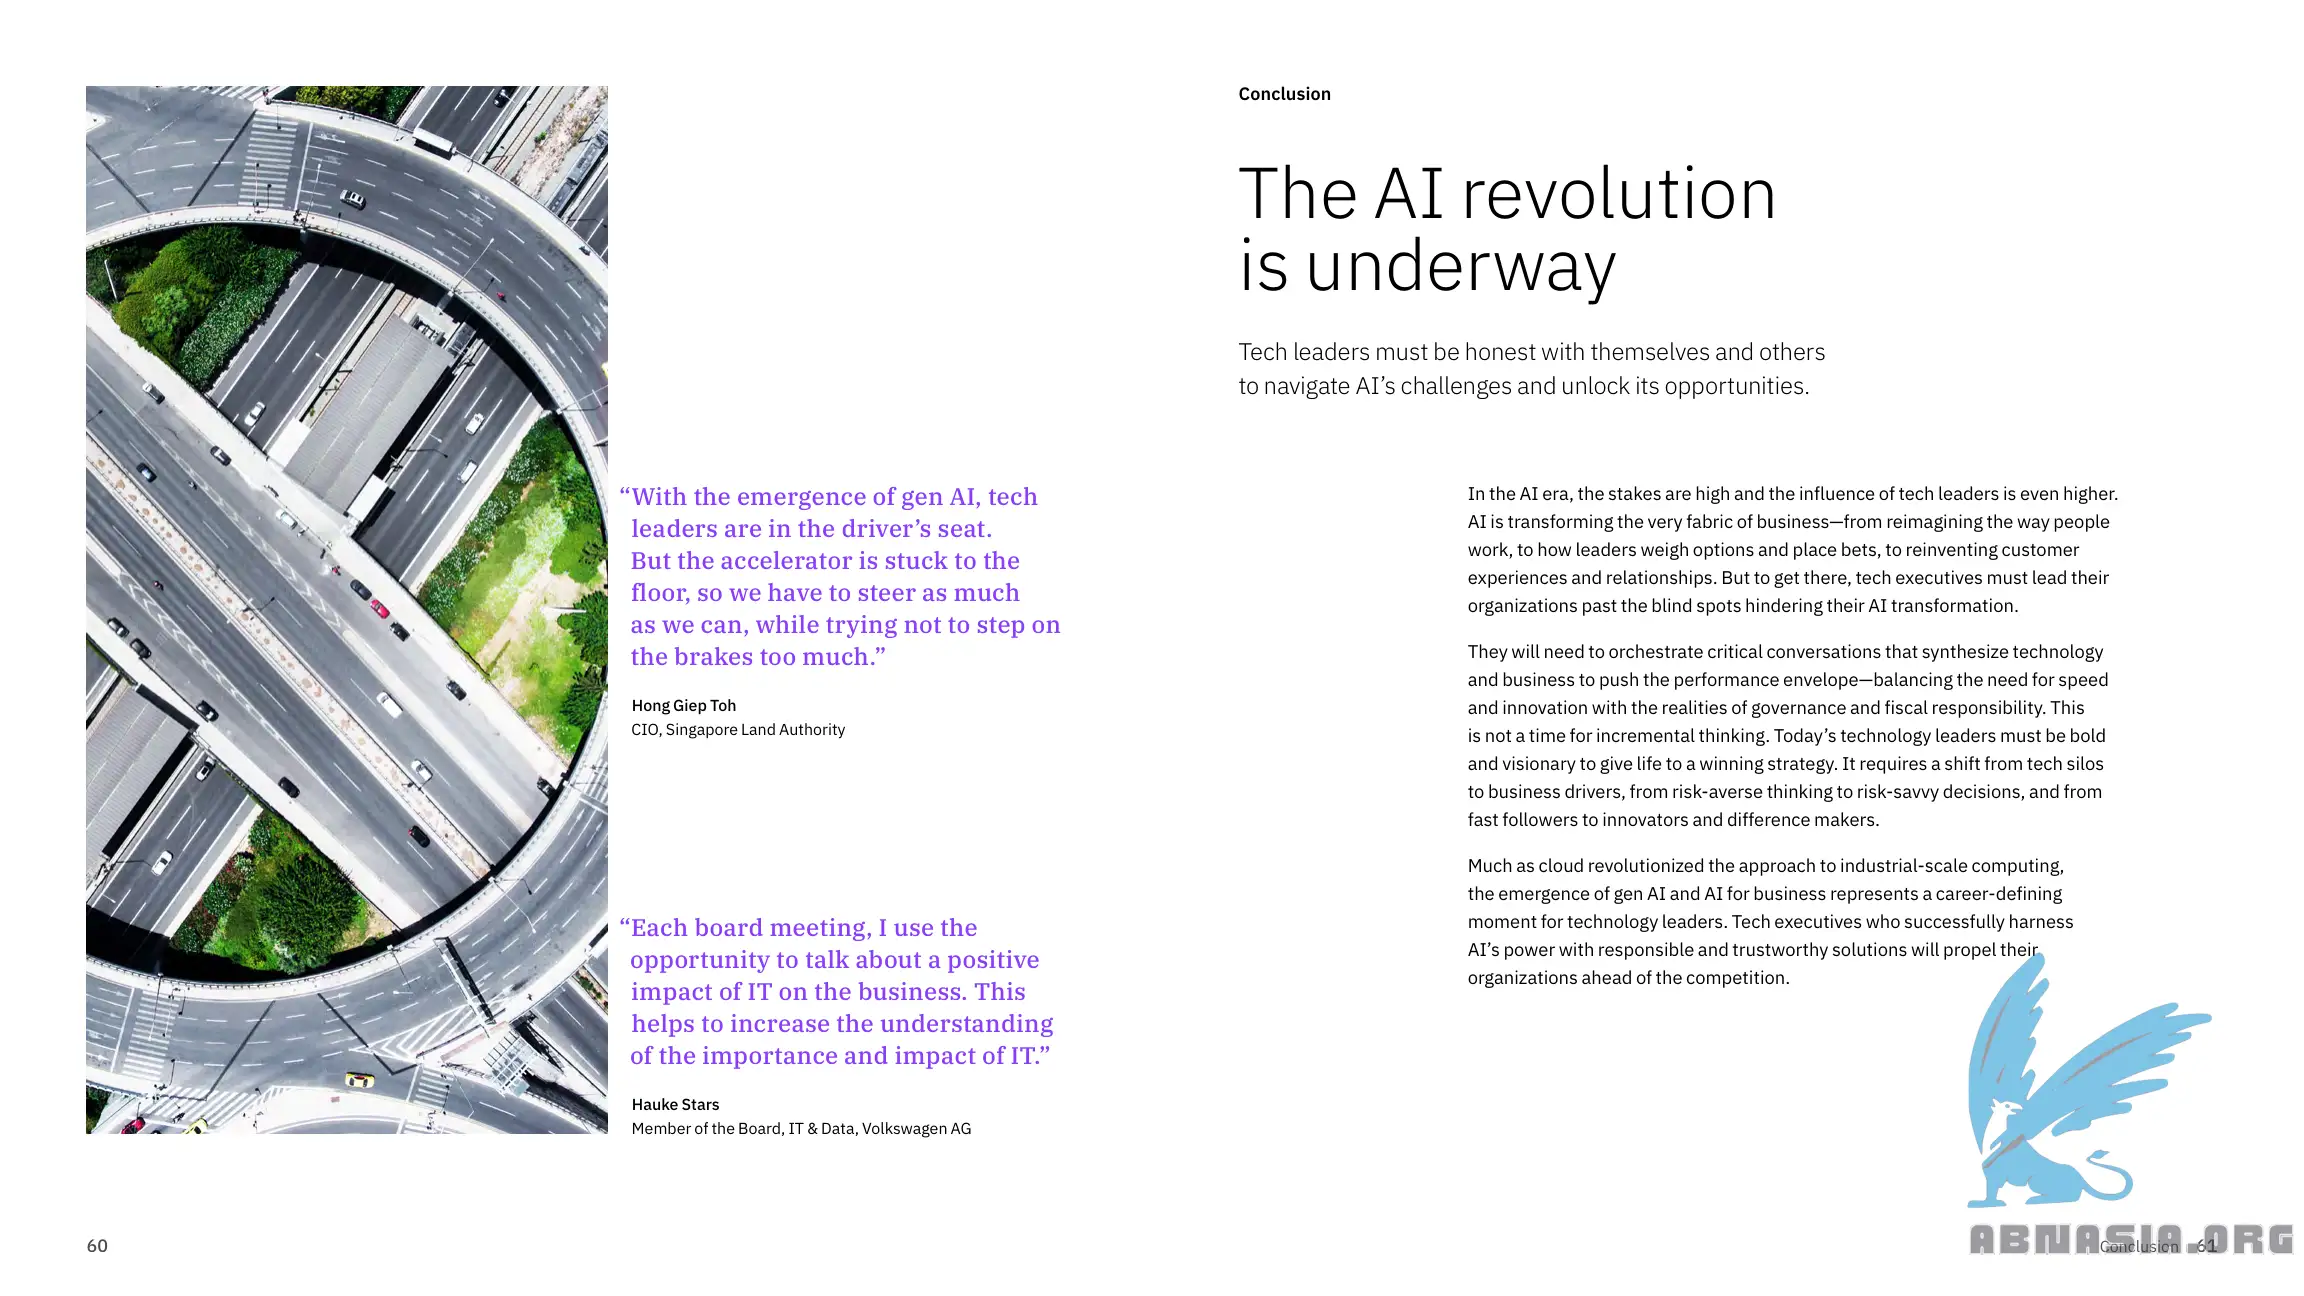 “With the emergence of gen AI, tech
leaders are in the driver’s seat.
But the accelerator is stuck to the
floor, so we have to steer as much
as we can, while trying not to step on
the brakes too much.”
Hong Giep Toh
CIO, Singapore Land Authority
“Each board meeting, I use the
opportunity to talk about a positive
impact of IT on the business. This
helps to increase the understanding
of the importance and impact of IT.”
Hauke Stars
Member of the Board, IT & Data, Volkswagen AG
60
Conclusion
The AI revolution
is underway
Tech leaders must be honest with themselves and others
to navigate AI’s challenges and unlock its opportunities.
In the AI era, the stakes are high and the influence of tech leaders is even higher.
AI is transforming the very fabric of business—from reimagining the way people
work, to how leaders weigh options and place bets, to reinventing customer
experiences and relationships. But to get there, tech executives must lead their
organizations past the blind spots hindering their AI transformation.
They will need to orchestrate critical conversations that synthesize technology
and business to push the performance envelope—balancing the need for speed
and innovation with the realities of governance and fiscal responsibility. This
is not a time for incremental thinking. Today’s technology leaders must be bold
and visionary to give life to a winning strategy. It requires a shift from tech silos
to business drivers, from risk-averse thinking to risk-savvy decisions, and from
fast followers to innovators and difference makers.
Much as cloud revolutionized the approach to industrial-scale computing,
the emergence of gen AI and AI for business represents a career-defining
moment for technology leaders. Tech executives who successfully harness
AI’s power with responsible and trustworthy solutions will propel their
organizations ahead of the competition.
ABNASIA.ORG
Conclusion 61